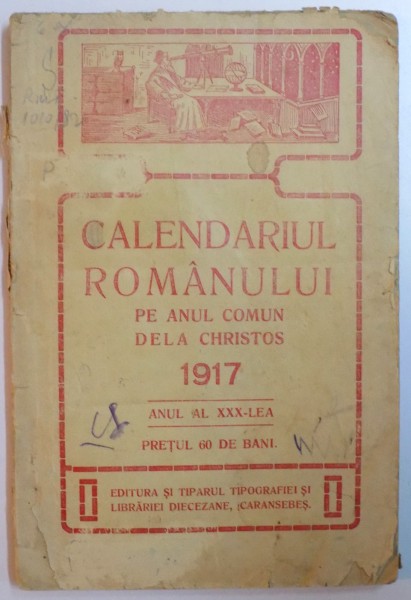 CALENDARIUL
ROMÂNULUI
PE ANUL COMUN
DELA CHRISTOS
1917
ANUL AL XXX-LEA
PREȚUL 60 DE BANI.
EDITURA ȘI TIPARUL TIPOGRAFIEI ȘI
LIBRĂRIEI DIECEZANE, CARANSEBEȘ.